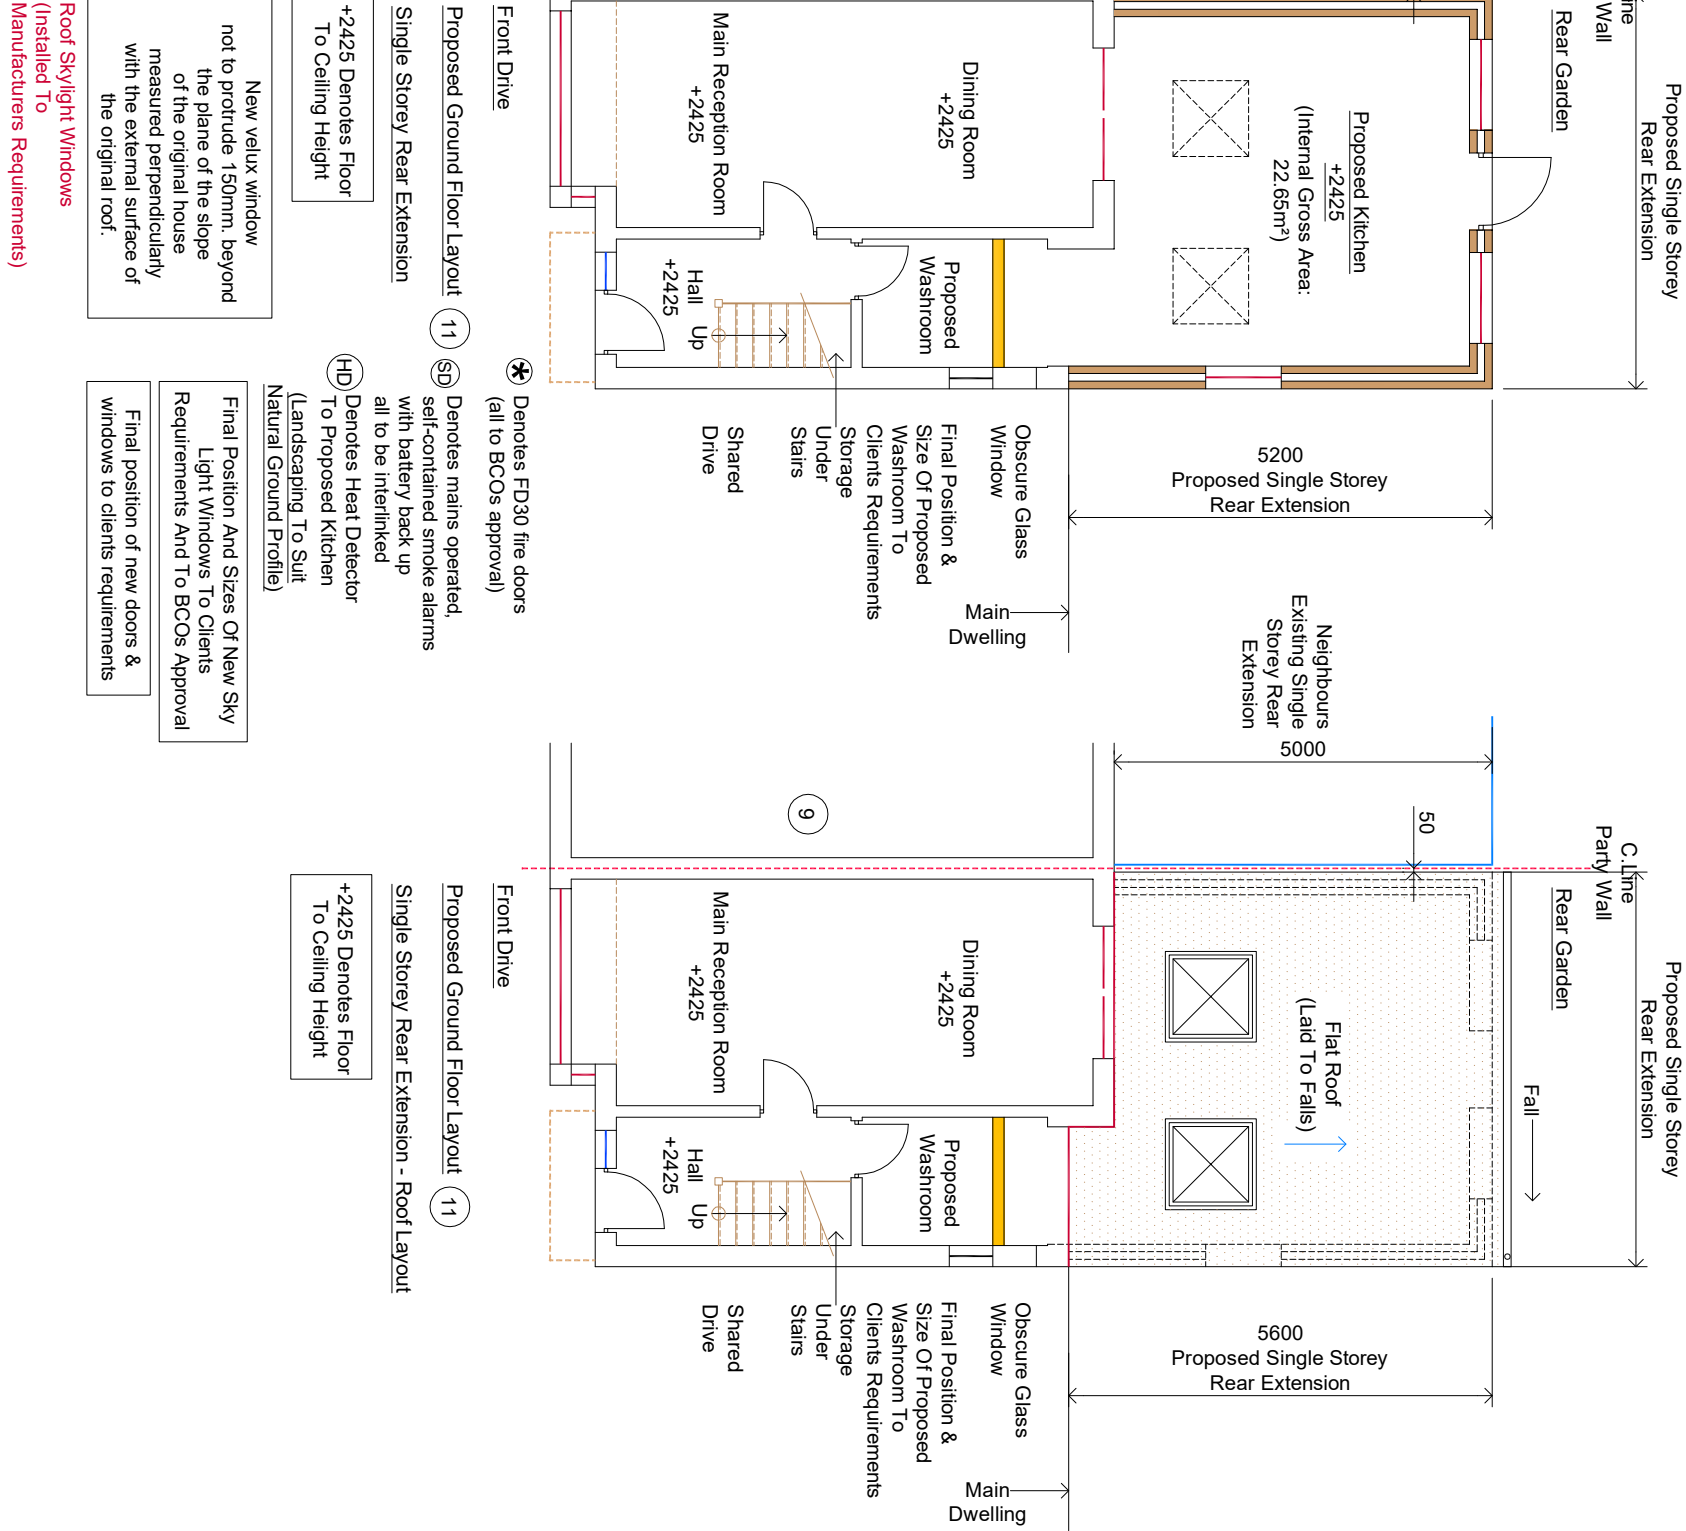 Proposed Single Storey
Rear Extension
ne
Wall
Rear Garden
Proposed Kitchen
+2425
(Internal Gross Area:
22.65m²)
Dining Room
+2425
Main Reception Room
+2425
Proposed
Washroom
Hall
+2425
Up
Front Drive
Proposed Ground Floor Layout
11
Single Storey Rear Extension
+2425 Denotes Floor
To Ceiling Height
New velux window
not to protrude 150mm. beyond
the plane of the slope
of the original house
measured perpendicularly
with the external surface of
the original roof.
Roof Skylight Windows
(Installed To
Manufacturers Requirements)
5200
Proposed Single Storey
Rear Extension
Main
Dwelling
Obscure Glass
Window
Final Position &
Size Of Proposed
Washroom To
Clients Requirements
Storage
Under
Stairs
Shared
Drive
* Denotes FD30 fire doors
(all to BCOs approval)
SD Denotes mains operated,
self-contained smoke alarms
with battery back up
all to be interlinked
HD Denotes Heat Detector
To Proposed Kitchen
(Landscaping To Suit
Natural Ground Profile)
Final Position And Sizes Of New Sky
Light Windows To Clients
Requirements And To BCOs Approval
Final position of new doors &
windows to clients requirements
Neighbours
Existing Single
Storey Rear
Extension
5000
50
9
C.Line
Party Wall
Proposed Single Storey
Rear Extension
Rear Garden
Fall
Flat Roof
(Laid To Falls)
Dining Room
+2425
Main Reception Room
+2425
Proposed
Washroom
Hall
+2425
Up
Front Drive
Proposed Ground Floor Layout
11
Single Storey Rear Extension - Roof Layout
+2425 Denotes Floor
To Ceiling Height
5600
Proposed Single Storey
Rear Extension
Main
Dwelling
Obscure Glass
Window
Final Position &
Size Of Proposed
Washroom To
Clients Requirements
Storage
Under
Stairs
Shared
Drive